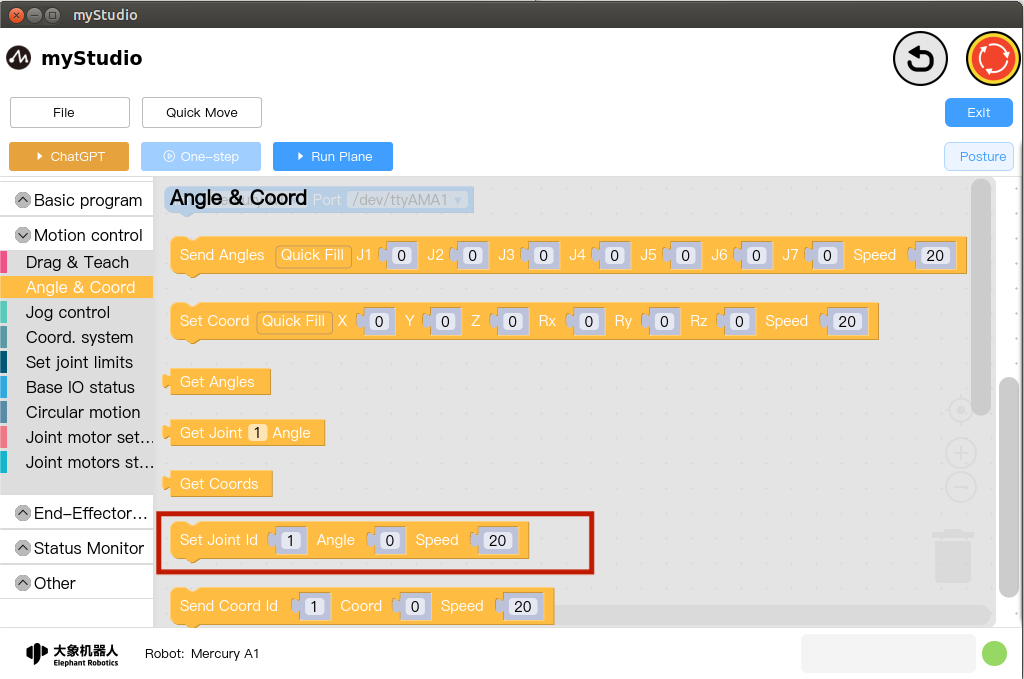 myStudio
myStudio
File
Quick Move
Exit
ChatGPT
One-step
Run Plane
Posture
Basic program
Motion control
Drag & Teach
Angle & Coord
Jog control
Coord. system
Set joint limits
Base IO status
Circular motion
Joint motor set...
Joint motors st...
End-Effector...
Status Monitor
Other
Angle & Coord
Port /dev/ttyAMA1
Send Angles Quick Fill J1 0 J2 0 J3 0 J4 0 J5 0 J6 0 J7 0 Speed 20
Set Coord Quick Fill X 0 Y 0 Z 0 Rx 0 Ry 0 Rz 0 Speed 20
Get Angles
Get Joint 1 Angle
Get Coords
Set Joint Id 1 Angle 0 Speed 20
Send Coord Id 1 Coord 0 Speed 20
大象机器人
Elephant Robotics
Robot: Mercury A1